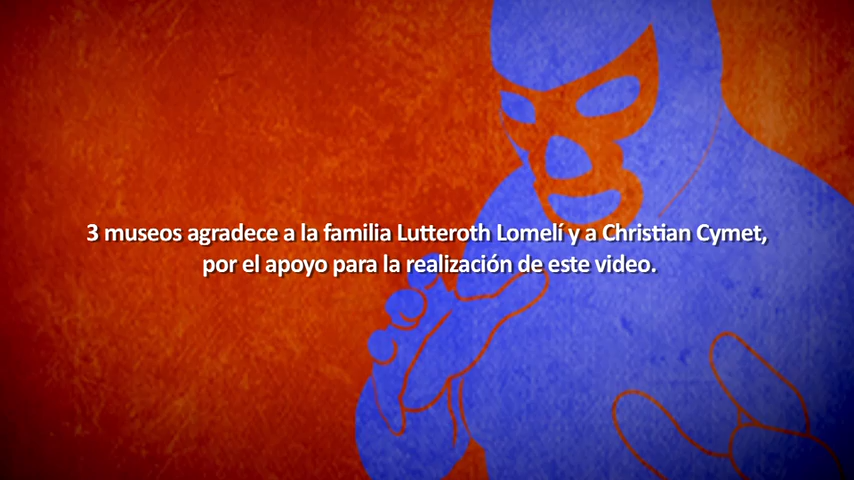 3 museos agradece a la familia Lutteroth Lomelí y a Christian Cymet,
por el apoyo para la realización de este video.